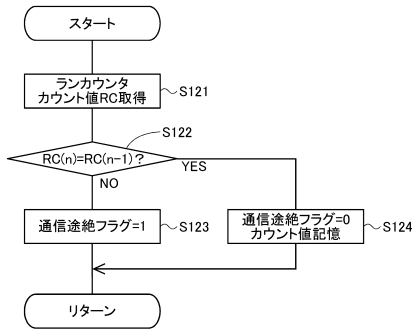 スタート
ランカウンタ
カウント値RC取得
S121
S122
RC(n)=RC(n-1)？
YES
NO
通信途絶フラグ=1
S123
通信途絶フラグ=0
カウント値記憶
S124
リターン